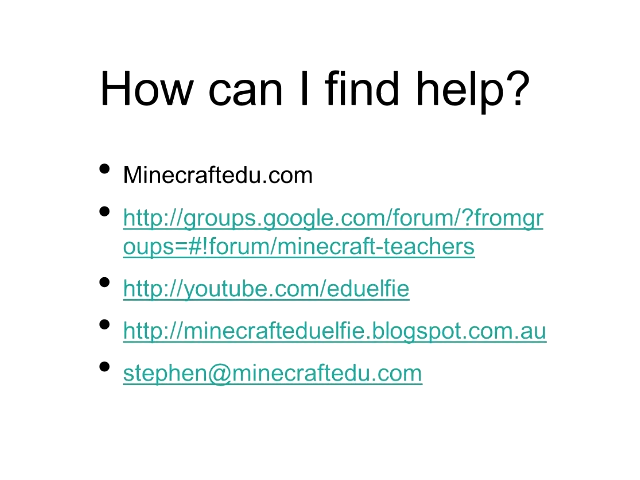 How can I find help?
• Minecraftedu.com
• http://groups.google.com/forum/?fromgr
oups=#!forum/minecraft-teachers
• http://youtube.com/eduelfie
• http://minecrafteduelfie.blogspot.com.au
• stephen@minecraftedu.com